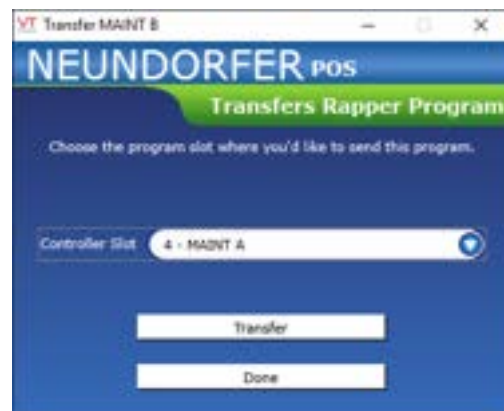 VT Transfer MAINT B
NEUNDORFER POS
Transfers Rapper Program
Choose the program slot where you'd like to send this program.
Controller Slot 4 - MAINT A
Transfer
Done